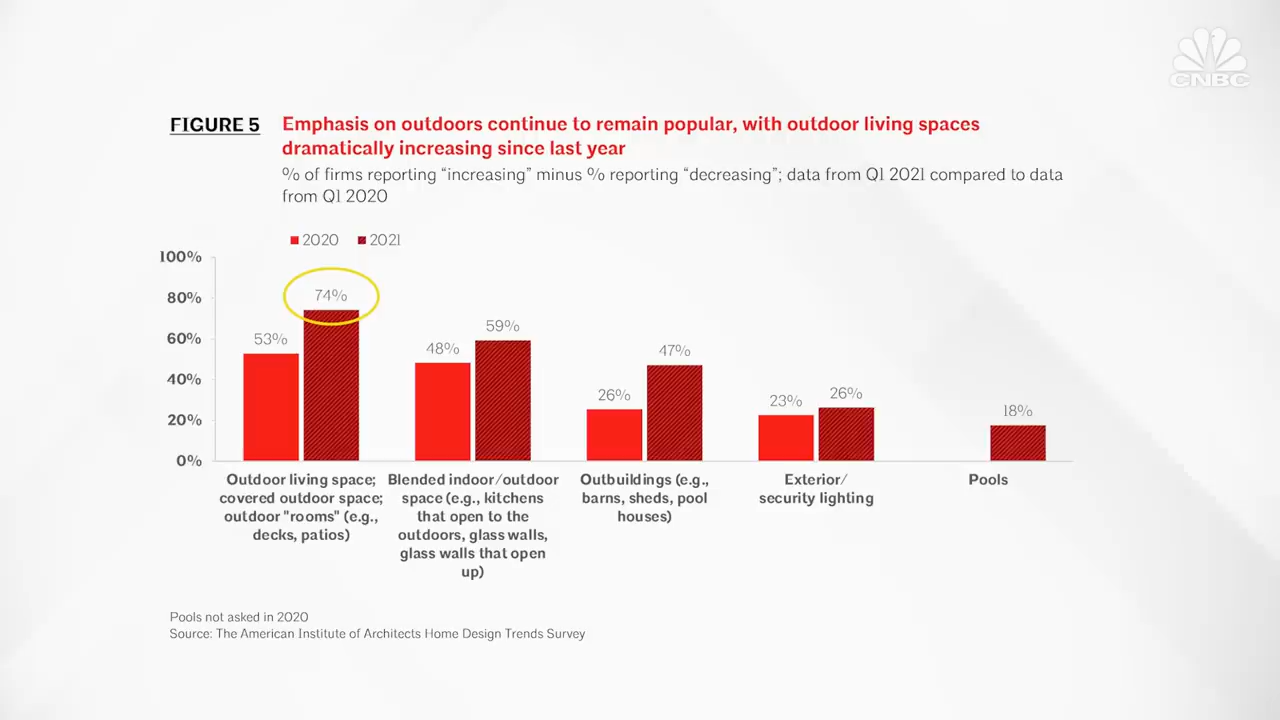 CNBC
FIGURE 5
Emphasis on outdoors continue to remain popular, with outdoor living spaces
dramatically increasing since last year
% of firms reporting “increasing” minus % reporting “decreasing”; data from Q1 2021 compared to data
from Q1 2020
2020 2021
100%
80%
60%
40%
20%
0%
53%
74%
48%
59%
26%
47%
23%
26%
18%
Outdoor living space;
covered outdoor space;
outdoor "rooms" (e.g.,
decks, patios)
Blended indoor/outdoor
space (e.g., kitchens
that open to the
outdoors, glass walls,
glass walls that open
up)
Outbuildings (e.g.,
barns, sheds, pool
houses)
Exterior/
security lighting
Pools
Pools not asked in 2020
Source: The American Institute of Architects Home Design Trends Survey